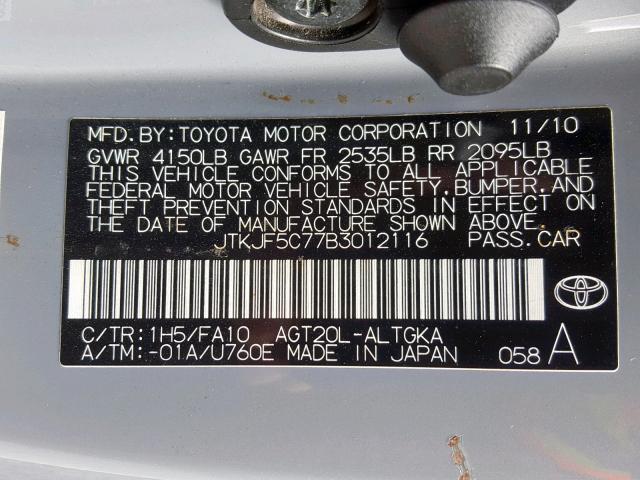 MFD.BY:TOYOTA MOTOR CORPORATION 11/10
GVWR 4150LB GAWR FR 2535LB RR 2095LB
THIS VEHICLE CONFORMS TO ALL APPLICABLE
FEDERAL MOTOR VEHICLE SAFETY,BUMPER,AND
THEFT PREVENTION STANDARDS IN EFFECT ON
THE DATE OF MANUFACTURE SHOWN ABOVE.
JTKJF5C77B3012116 PASS.CAR
C/TR:1H5/FA10 AGT20L-ALTGKA
A/TM:-01A/U760E MADE IN JAPAN 058 A